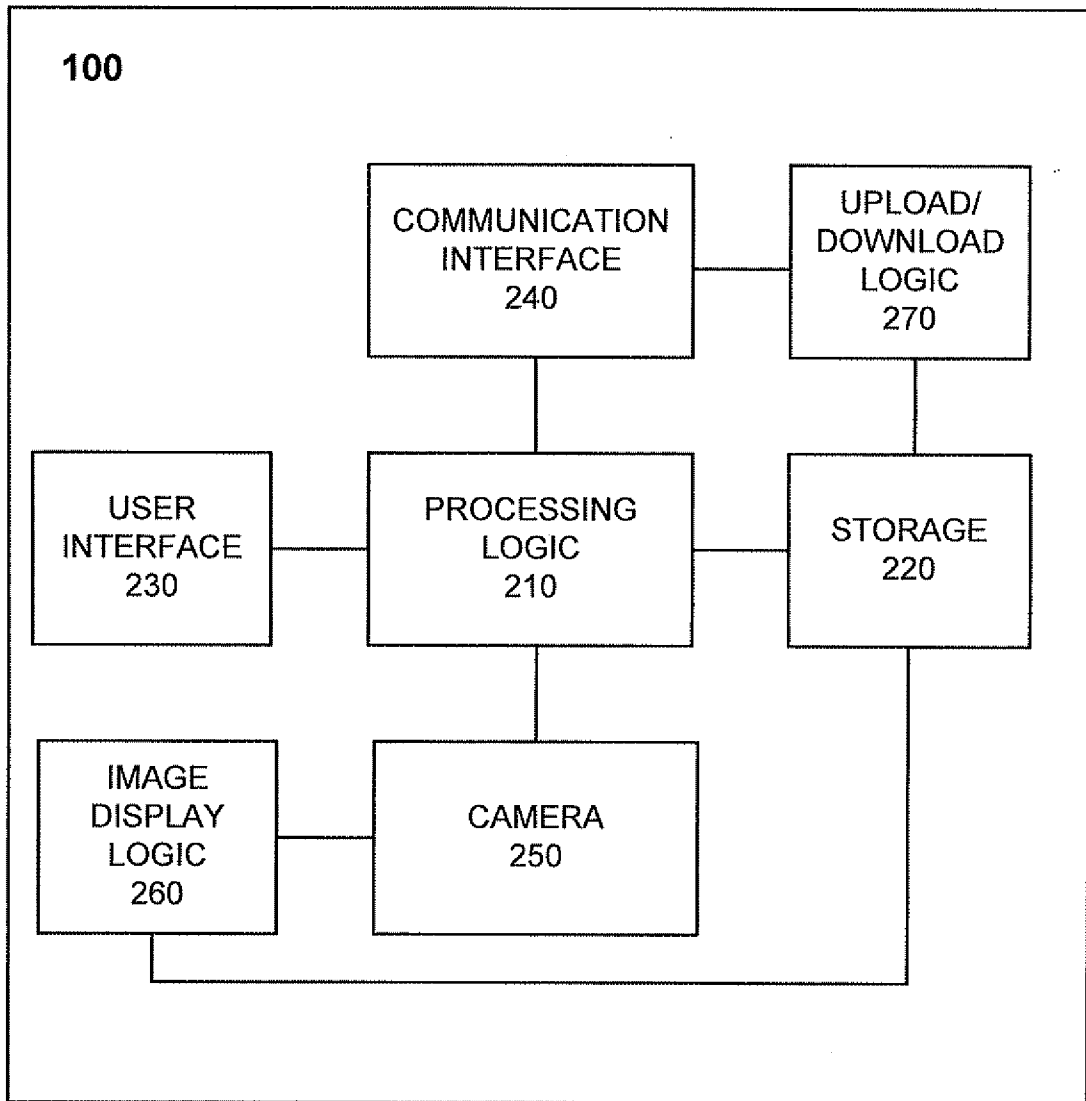 100
COMMUNICATION
INTERFACE
240
UPLOAD/
DOWNLOAD
LOGIC
270
USER
INTERFACE
230
PROCESSING
LOGIC
210
STORAGE
220
IMAGE
DISPLAY
LOGIC
260
CAMERA
250